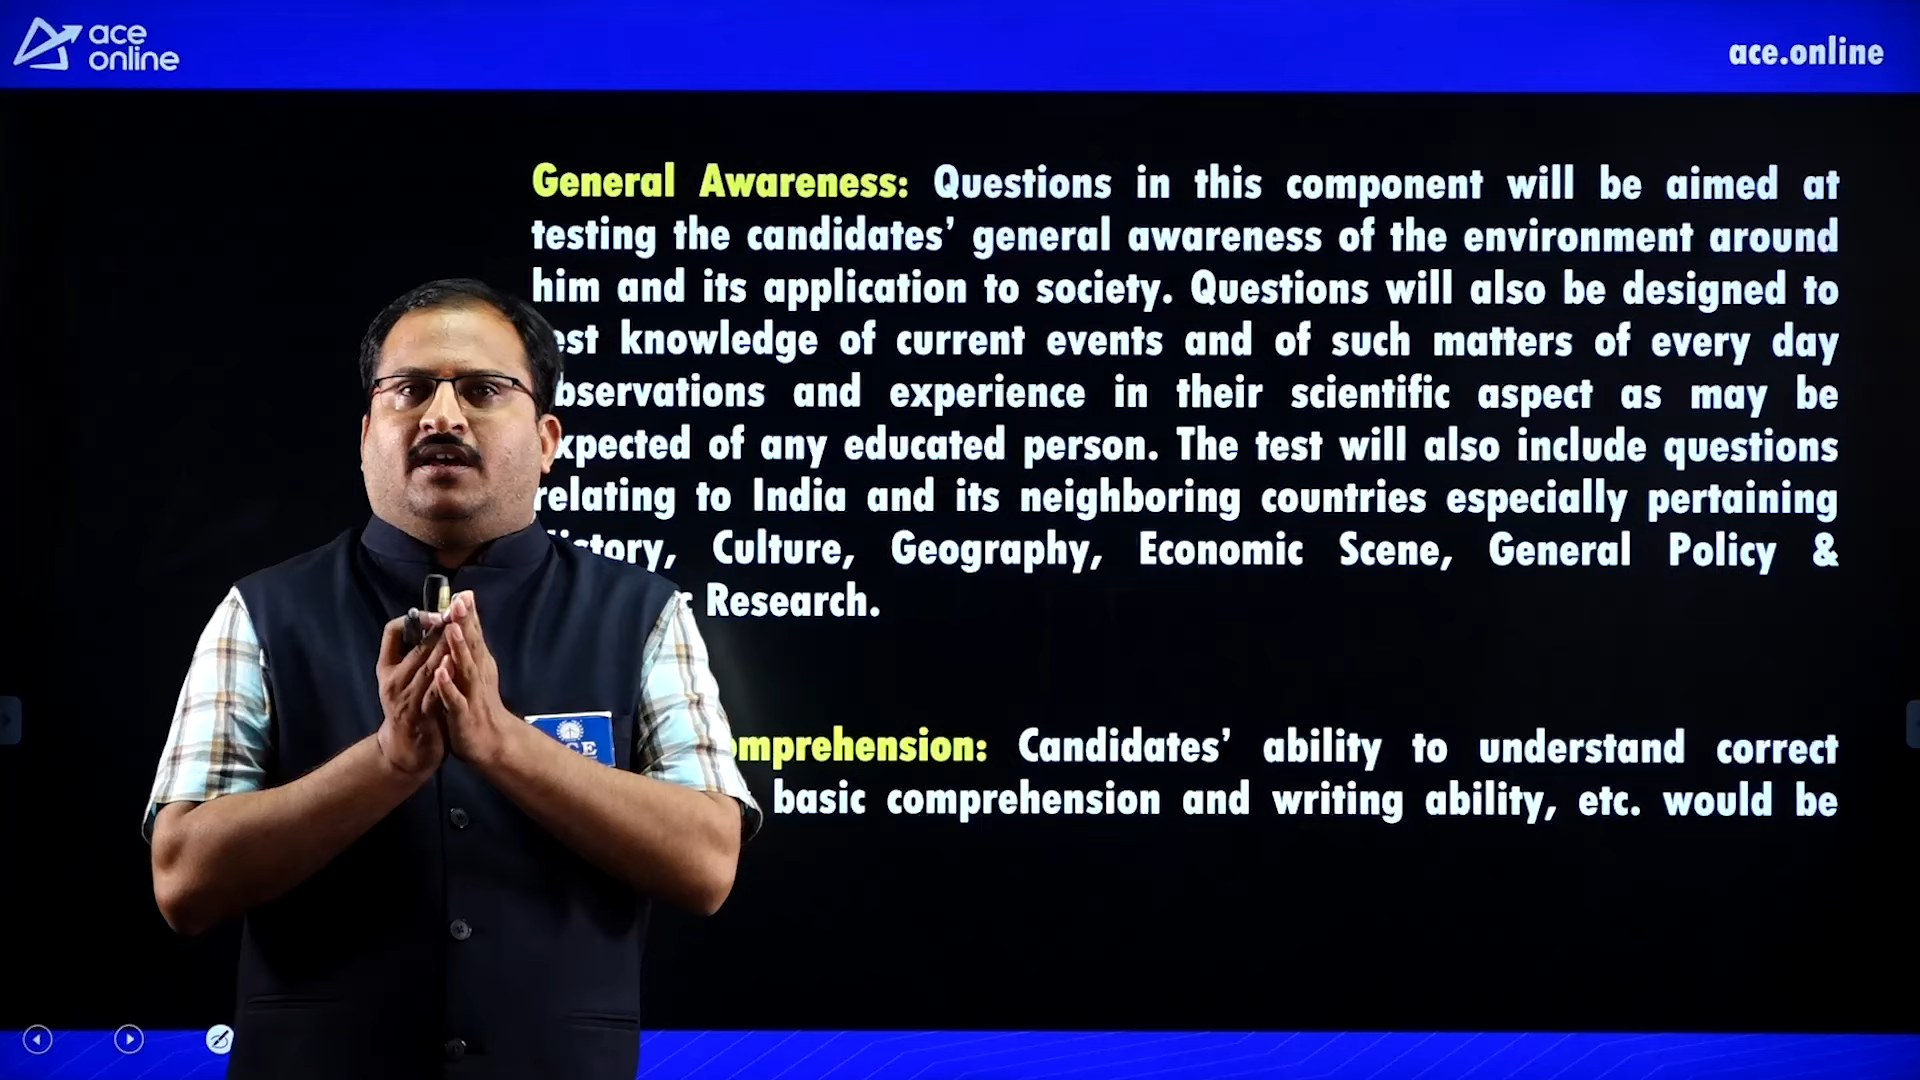 ace
online
ace.online
General Awareness: Questions in this component will be aimed at
testing the candidates’ general awareness of the environment around
him and its application to society. Questions will also be designed to
knowledge of current events and of such matters of every day
and experience in their scientific aspect as may be
of any educated person. The test will also include questions
relating to India and its neighboring countries especially pertaining
Culture, Geography, Economic Scene, General Policy &
Research.
Candidates’ ability to understand correct
basic comprehension and writing ability, etc. would be